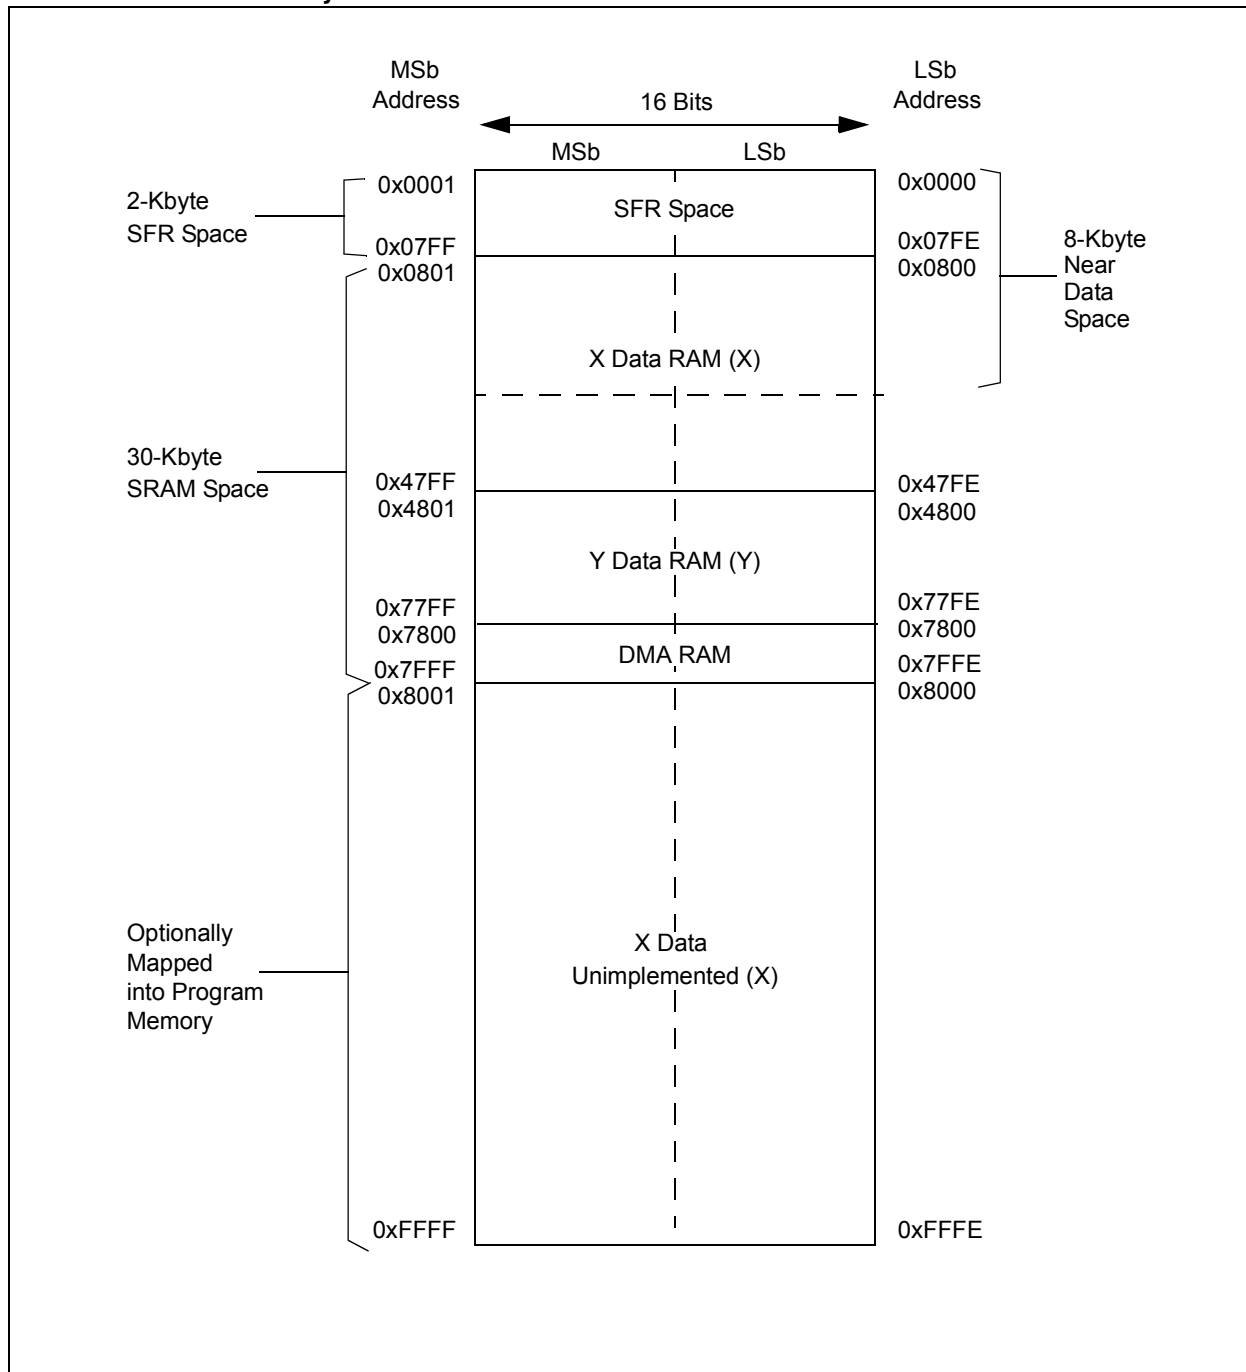 MSb
Address
LSb
Address
16 Bits
MSb
LSb
0x0001
0x0000
2-Kbyte
SFR Space
SFR Space
0x07FF
0x07FE
0x0801
0x0800
8-Kbyte
Near
Data
Space
X Data RAM (X)
30-Kbyte
SRAM Space
0x47FF
0x47FE
0x4801
0x4800
Y Data RAM (Y)
0x77FF
0x77FE
0x7800
0x7800
DMA RAM
0x7FFF
0x7FFE
0x8001
0x8000
Optionally
Mapped
into Program
Memory
X Data
Unimplemented (X)
0xFFFF
0xFFFE